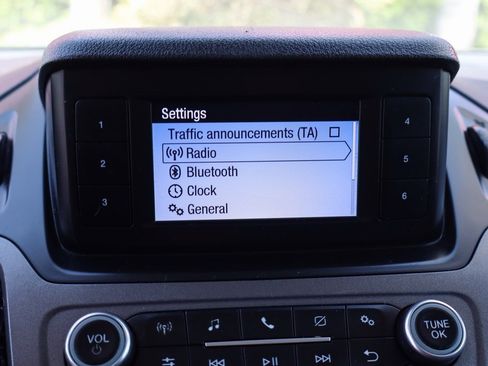 Settings
Traffic announcements (TA)
Radio
Bluetooth
Clock
General
1
2
3
4
5
6
VOL
TUNE
OK